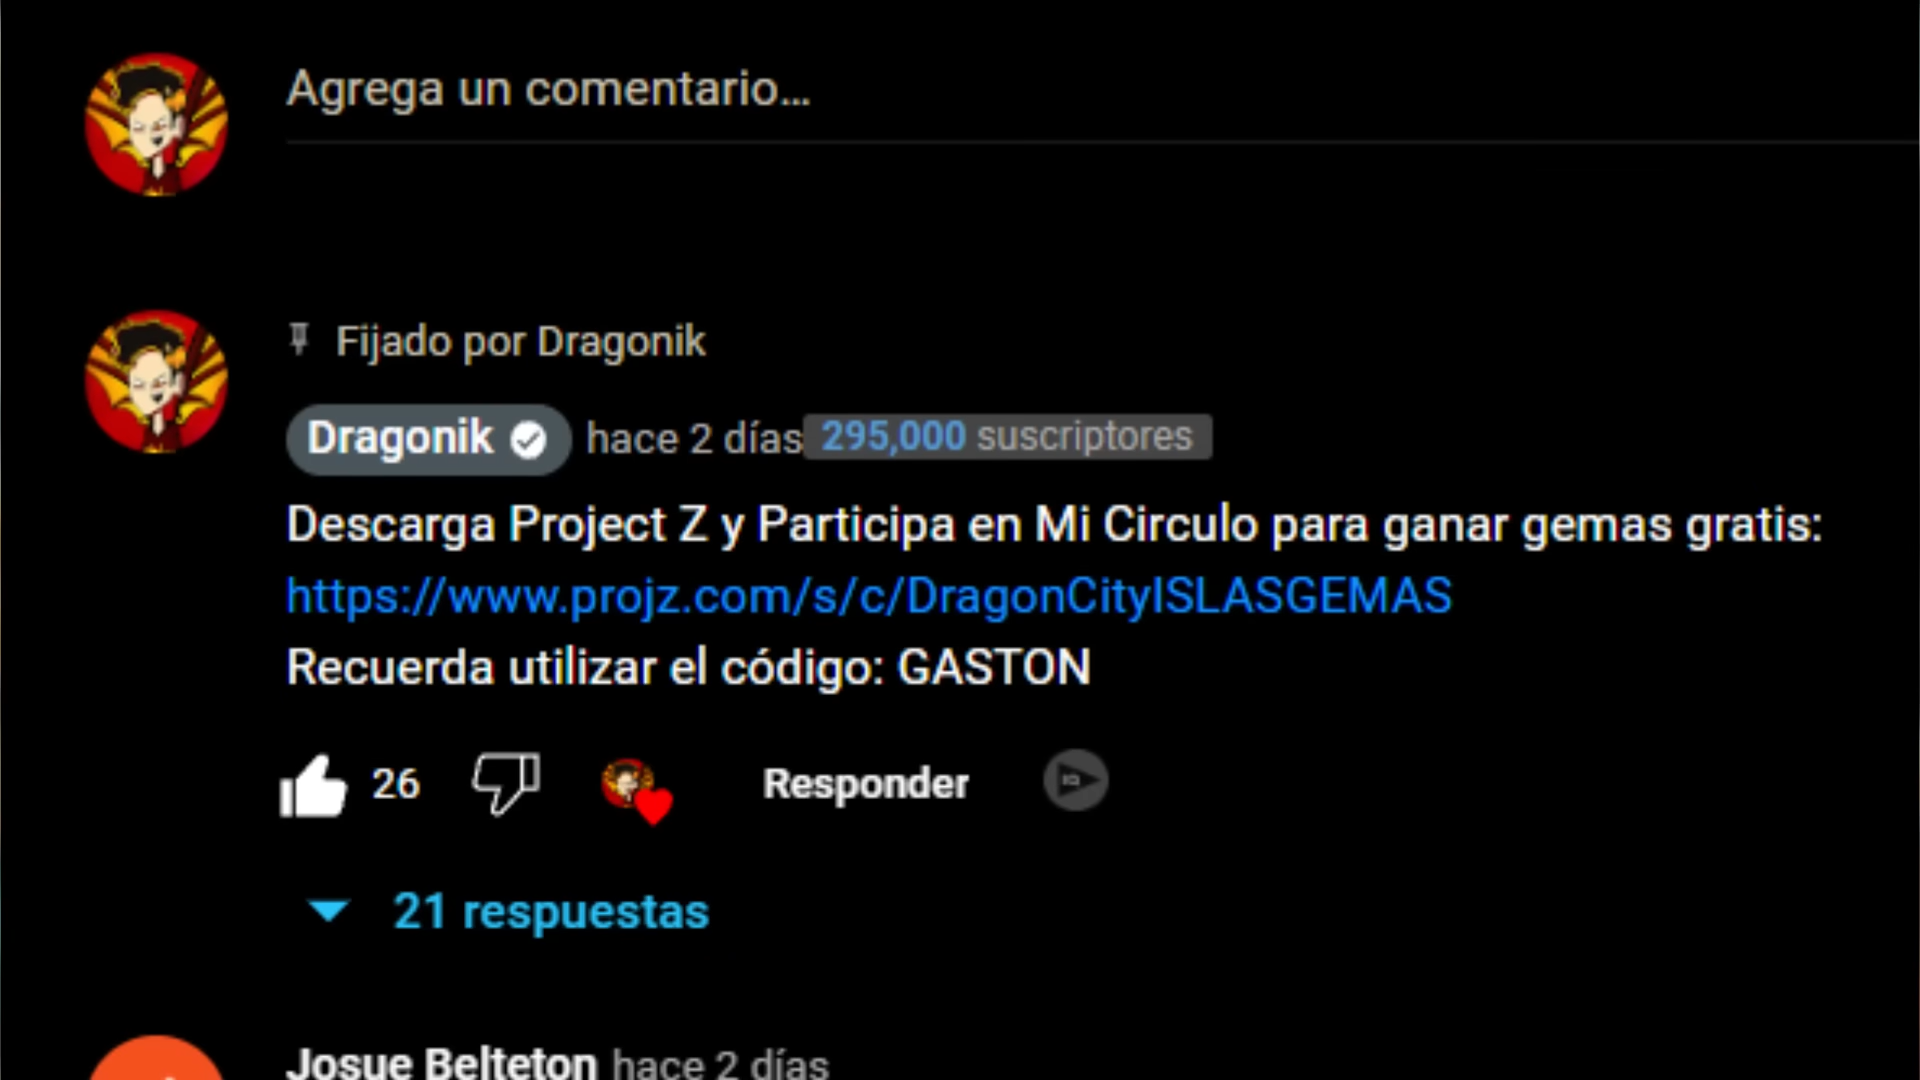 Agrega un comentario...
Fijado por Dragonik
Dragonik hace 2 días 295,000 suscriptores
Descarga Project Z y Participa en Mi Circulo para ganar gemas gratis:
https://www.projz.com/s/c/DragonCityISLASGEMAS
Recuerda utilizar el código: GASTON
26 Responder
21 respuestas
Josue Belteton hace 2 días